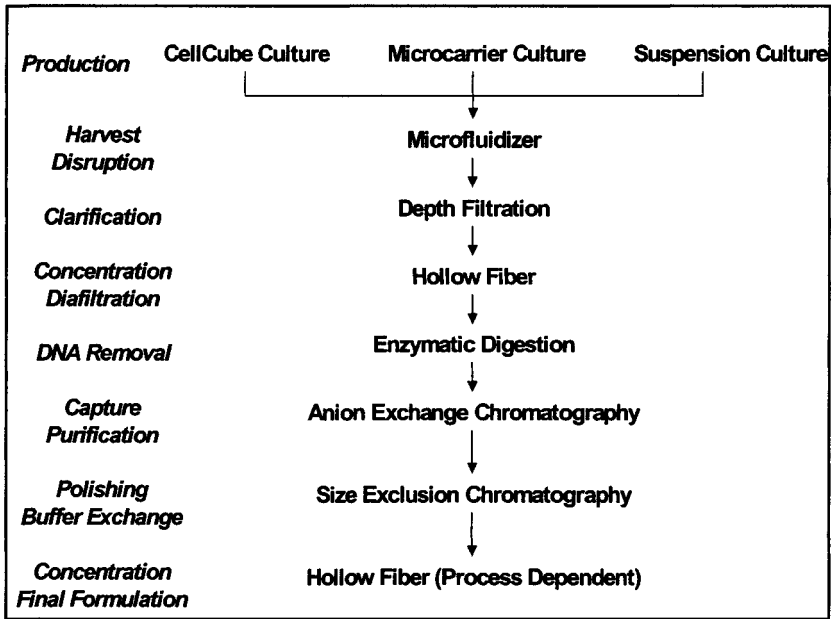 Production CellCube Culture Microcarrier Culture Suspension Culture
Harvest
Disruption
Microfluidizer
Clarification Depth Filtration
Concentration
Diafiltration
Hollow Fiber
DNA Removal Enzymatic Digestion
Capture
Purification
Anion Exchange Chromatography
Polishing
Buffer Exchange
Size Exclusion Chromatography
Concentration
Final Formulation
Hollow Fiber (Process Dependent)